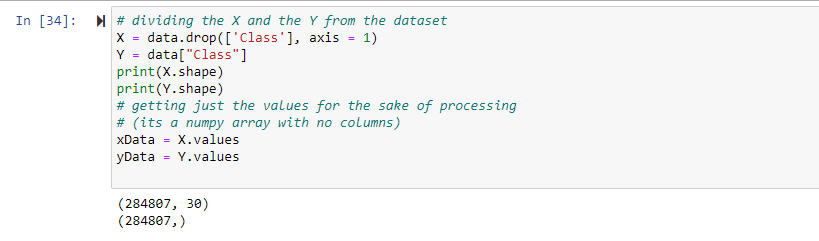 In [34]:
# dividing the X and the Y from the dataset
X = data.drop(['Class'], axis = 1)
Y = data["Class"]
print(X.shape)
print(Y.shape)
# getting just the values for the sake of processing
# (its a numpy array with no columns)
xData = X.values
yData = Y.values
(284807, 30)
(284807,)